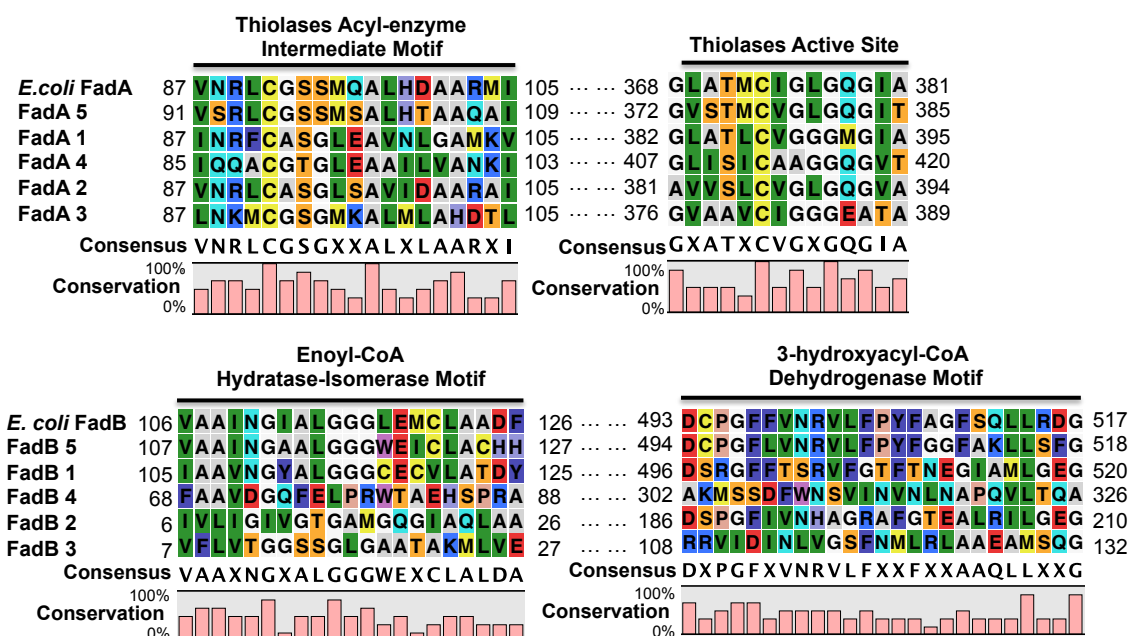 Thiolases Acyl-enzyme
Intermediate Motif
Thiolases Active Site
E.coli FadA 87 VNRLCGSSMQALHDAARMI 105 ... ... 368 GLATMCIGLGQGIA 381
FadA 5 91 VSRLCGSSMSALHTAAQAI 109 ... ... 372 GVSTMCVGLGQGIT 385
FadA 1 87 INRFCASGLEAVNLGAMKV 105 ... ... 382 GLATLCVGGGMGIA 395
FadA 4 85 IQQACGTGLEAAILVANKI 103 ... ... 407 GLISICAAGGQGVT 420
FadA 2 87 VNRLCASGLSAVIDAARAI 105 ... ... 381 AVVSLCVGLGQGVA 394
FadA 3 87 LNKMCGSGMKALMLAHDTL 105 ... ... 376 GVAAVCIGGGEATA 389
Consensus VNRLCGSGXXALXLAARXI Consensus GXATXCVGXGQGIA
100% 100%
Conservation Conservation
0% 0%
Enoyl-CoA
Hydratase-Isomerase Motif
3-hydroxyacyl-CoA
Dehydrogenase Motif
E. coli FadB 106 VAAINGIALGGGLEMCLAADF 126 ... ... 493 DCPGFFVNRVLFPYFAGFSQLLRDG 517
FadB 5 107 VAAINGAALGGGWEICLACHH 127 ... ... 494 DCPGFLVNRVLFPYFGGFAKLLSFG 518
FadB 1 105 IAAVNGYALGGGCECVLATDY 125 ... ... 496 DSRGFFTSRVFGTFTNEGIAMLGEG 520
FadB 4 68 FAAVDGQFELPRWTAEHSPRA 88 ... ... 302 AKMSSDFWNSVINVNLNAPQVLTQA 326
FadB 2 6 IVLIGIVGTGAMGQGIAQLAA 26 ... ... 186 DSPGFIVNHAGRAFGTEALRILGEG 210
FadB 3 7 VFLVTGGSSGLGAATAKMLVE 27 ... ... 108 RRVIDINLVGSFNMLRLAAEAMSQG 132
Consensus VAAXNGXALGGGWEXCLALDA Consensus DXPGFXVNRVLFXXFXXAAQLLXXG
100% 100%
Conservation Conservation
0% 0%